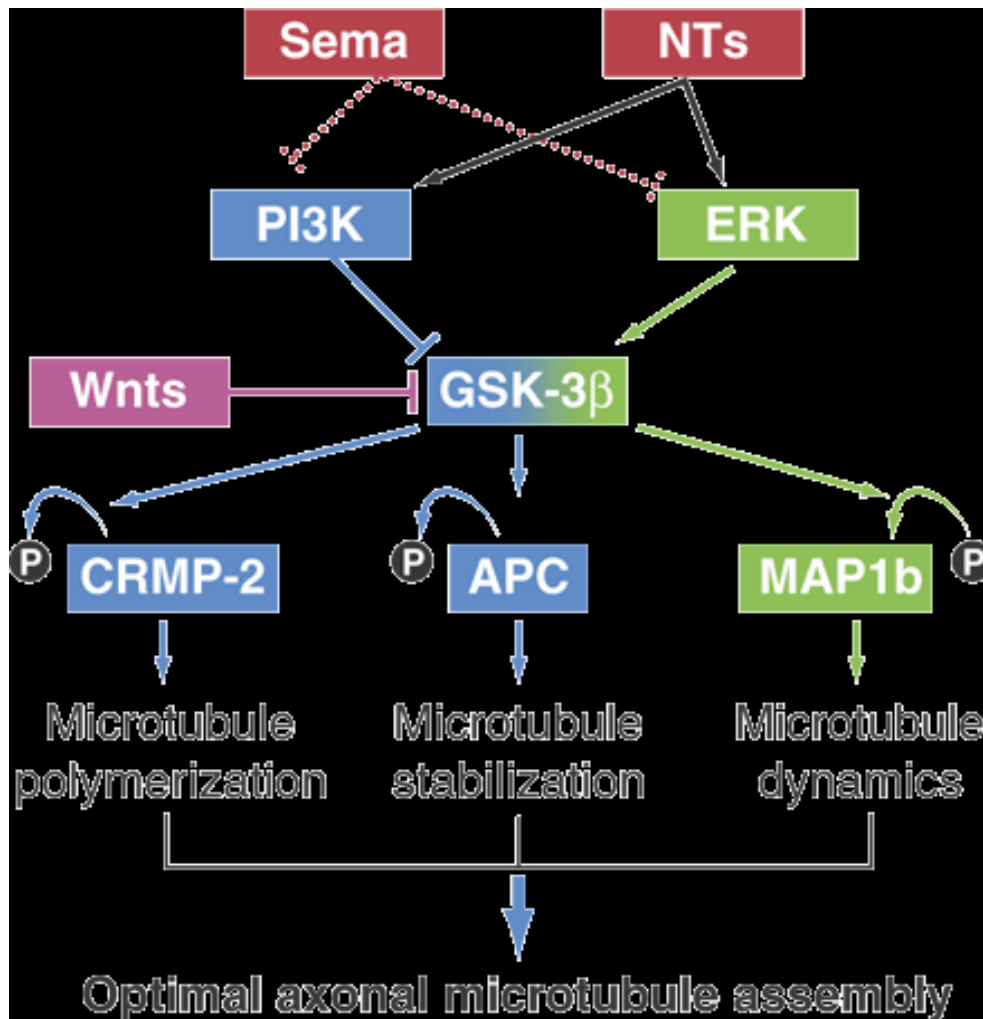 Sema
NTs
PI3K
ERK
Wnts
GSK-3β
P
CRMP-2
P
APC
MAP1b
P
Microtubule
polymerization
Microtubule
stabilization
Microtubule
dynamics
Optimal axonal microtubule assembly